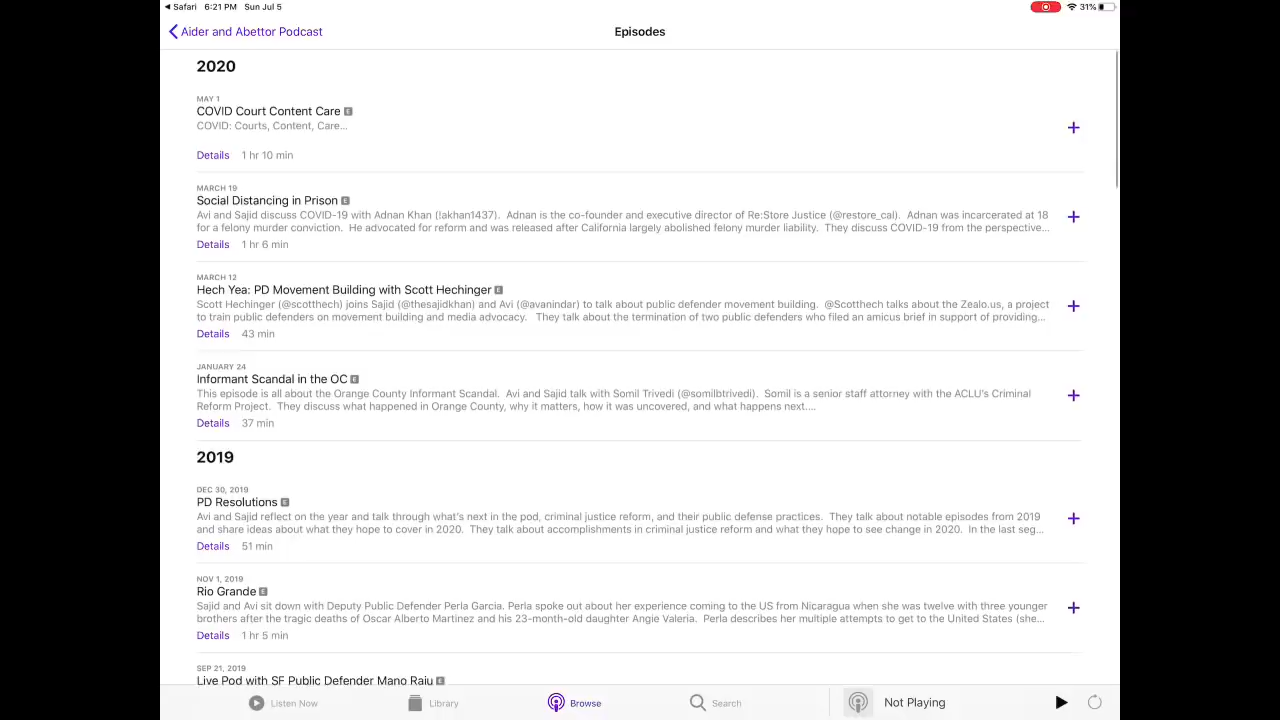 Safari 6:21 PM Sun Jul 5 31%
Aider and Abettor Podcast Episodes
2020
MAY 1
COVID Court Content Care E
COVID: Courts, Content, Care...
Details 1 hr 10 min
MARCH 19
Social Distancing in Prison E
Avi and Sajid discuss COVID-19 with Adnan Khan (!akhan1437). Adnan is the co-founder and executive director of Re:Store Justice (@restore_cal). Adnan was incarcerated at 18
for a felony murder conviction. He advocated for reform and was released after California largely abolished felony murder liability. They discuss COVID-19 from the perspective...
Details 1 hr 6 min
MARCH 12
Hech Yea: PD Movement Building with Scott Hechinger E
Scott Hechinger (@scotthech) joins Sajid (@thesajidkhan) and Avi (@avanindar) to talk about public defender movement building. @Scotthech talks about the Zealo.us, a project
to train public defenders on movement building and media advocacy. They talk about the termination of two public defenders who filed an amicus brief in support of providing...
Details 43 min
JANUARY 24
Informant Scandal in the OC E
This episode is all about the Orange County Informant Scandal. Avi and Sajid talk with Somil Trivedi (@somilbtrivedi). Somil is a senior staff attorney with the ACLU's Criminal
Reform Project. They discuss what happened in Orange County, why it matters, how it was uncovered, and what happens next....
Details 37 min
2019
DEC 30, 2019
PD Resolutions E
Avi and Sajid reflect on the year and talk through what's next in the pod, criminal justice reform, and their public defense practices. They talk about notable episodes from 2019
and share ideas about what they hope to cover in 2020. They talk about accomplishments in criminal justice reform and what they hope to see change in 2020. In the last seg...
Details 51 min
NOV 1, 2019
Rio Grande E
Sajid and Avi sit down with Deputy Public Defender Perla Garcia. Perla spoke out about her experience coming to the US from Nicaragua when she was twelve with three younger
brothers after the tragic deaths of Oscar Alberto Martinez and his 23-month-old daughter Angie Valeria. Perla describes her multiple attempts to get to the United States (she...
Details 1 hr 5 min
SEP 21, 2019
Live Pod with SF Public Defender Mano Raju E
Listen Now Library Browse Search Not Playing